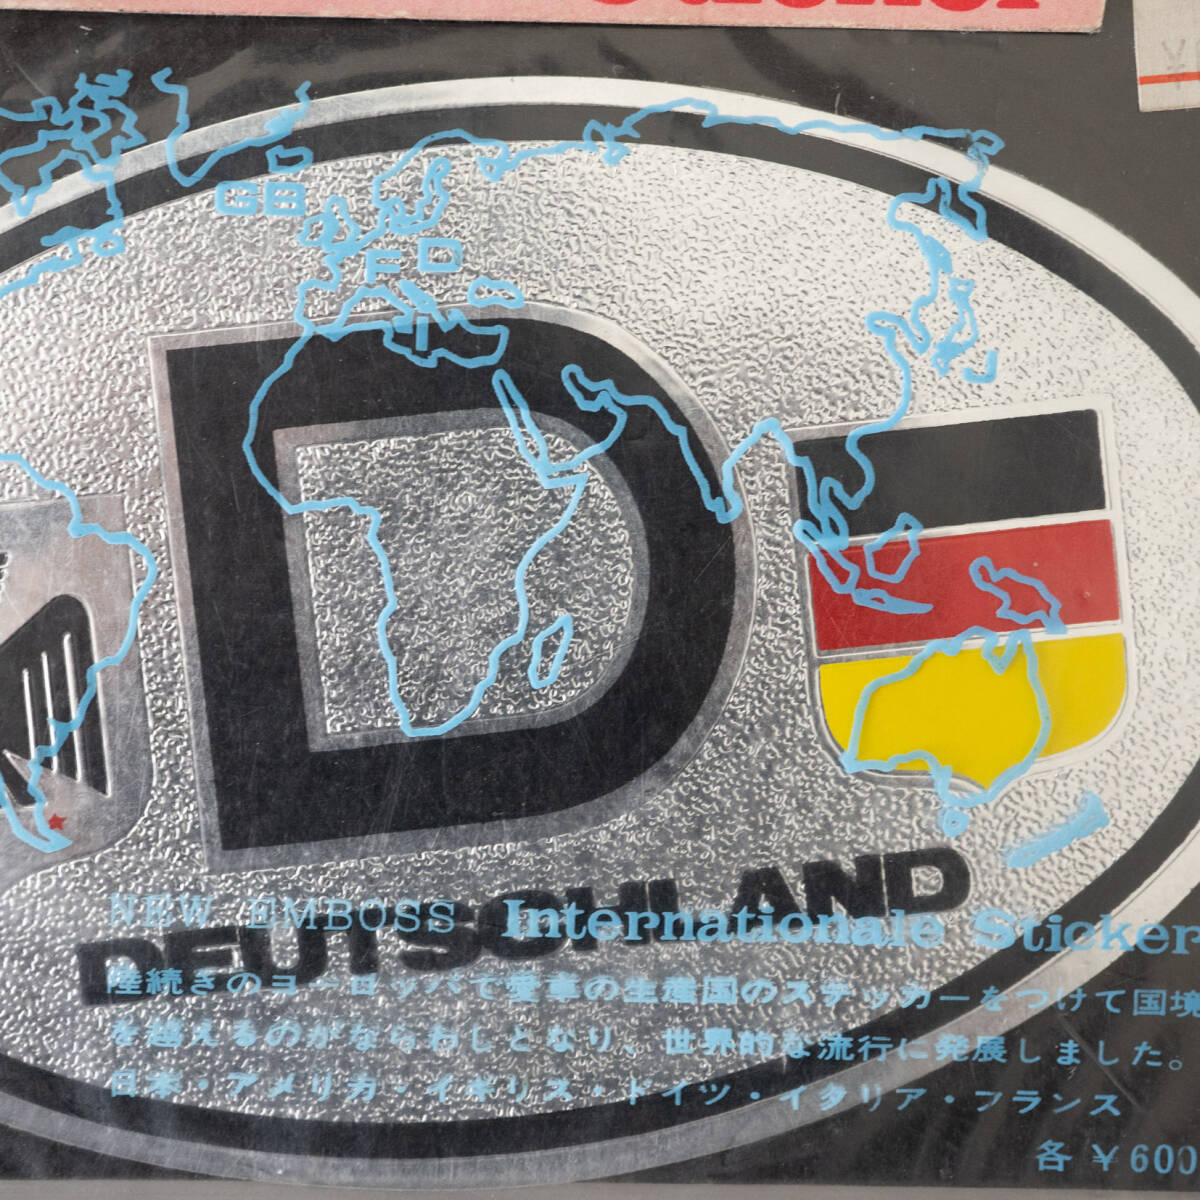 Sticker
¥
GB
F D
I
J
D
DEUTSCHLAND
NEW EMBOSS Internationale Sticker
陸続きのヨーロッパで愛車の生産国のステッカーをつけて国境
を越えるのがならわしとなり、世界的な流行に発展しました。
日本・アメリカ・イギリス・ドイツ・イタリア・フランス
各 ¥600